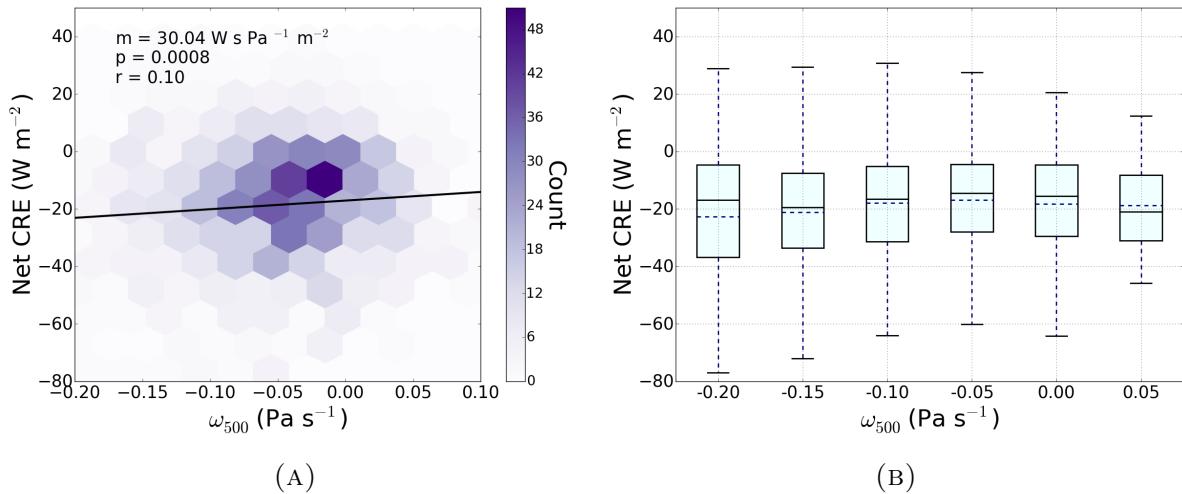 m = 30.04 W s Pa ⁻¹ m⁻²
p = 0.0008
r = 0.10
Net CRE (W m⁻²)
40
20
0
−20
−40
−60
−80
−0.20 −0.15 −0.10 −0.05 0.00 0.05 0.10
ω₅₀₀ (Pa s⁻¹)
48
42
36
30
24
18
12
6
0
Count
(A)
Net CRE (W m⁻²)
40
20
0
−20
−40
−60
−80
-0.20 -0.15 -0.10 -0.05 0.00 0.05
ω₅₀₀ (Pa s⁻¹)
(B)